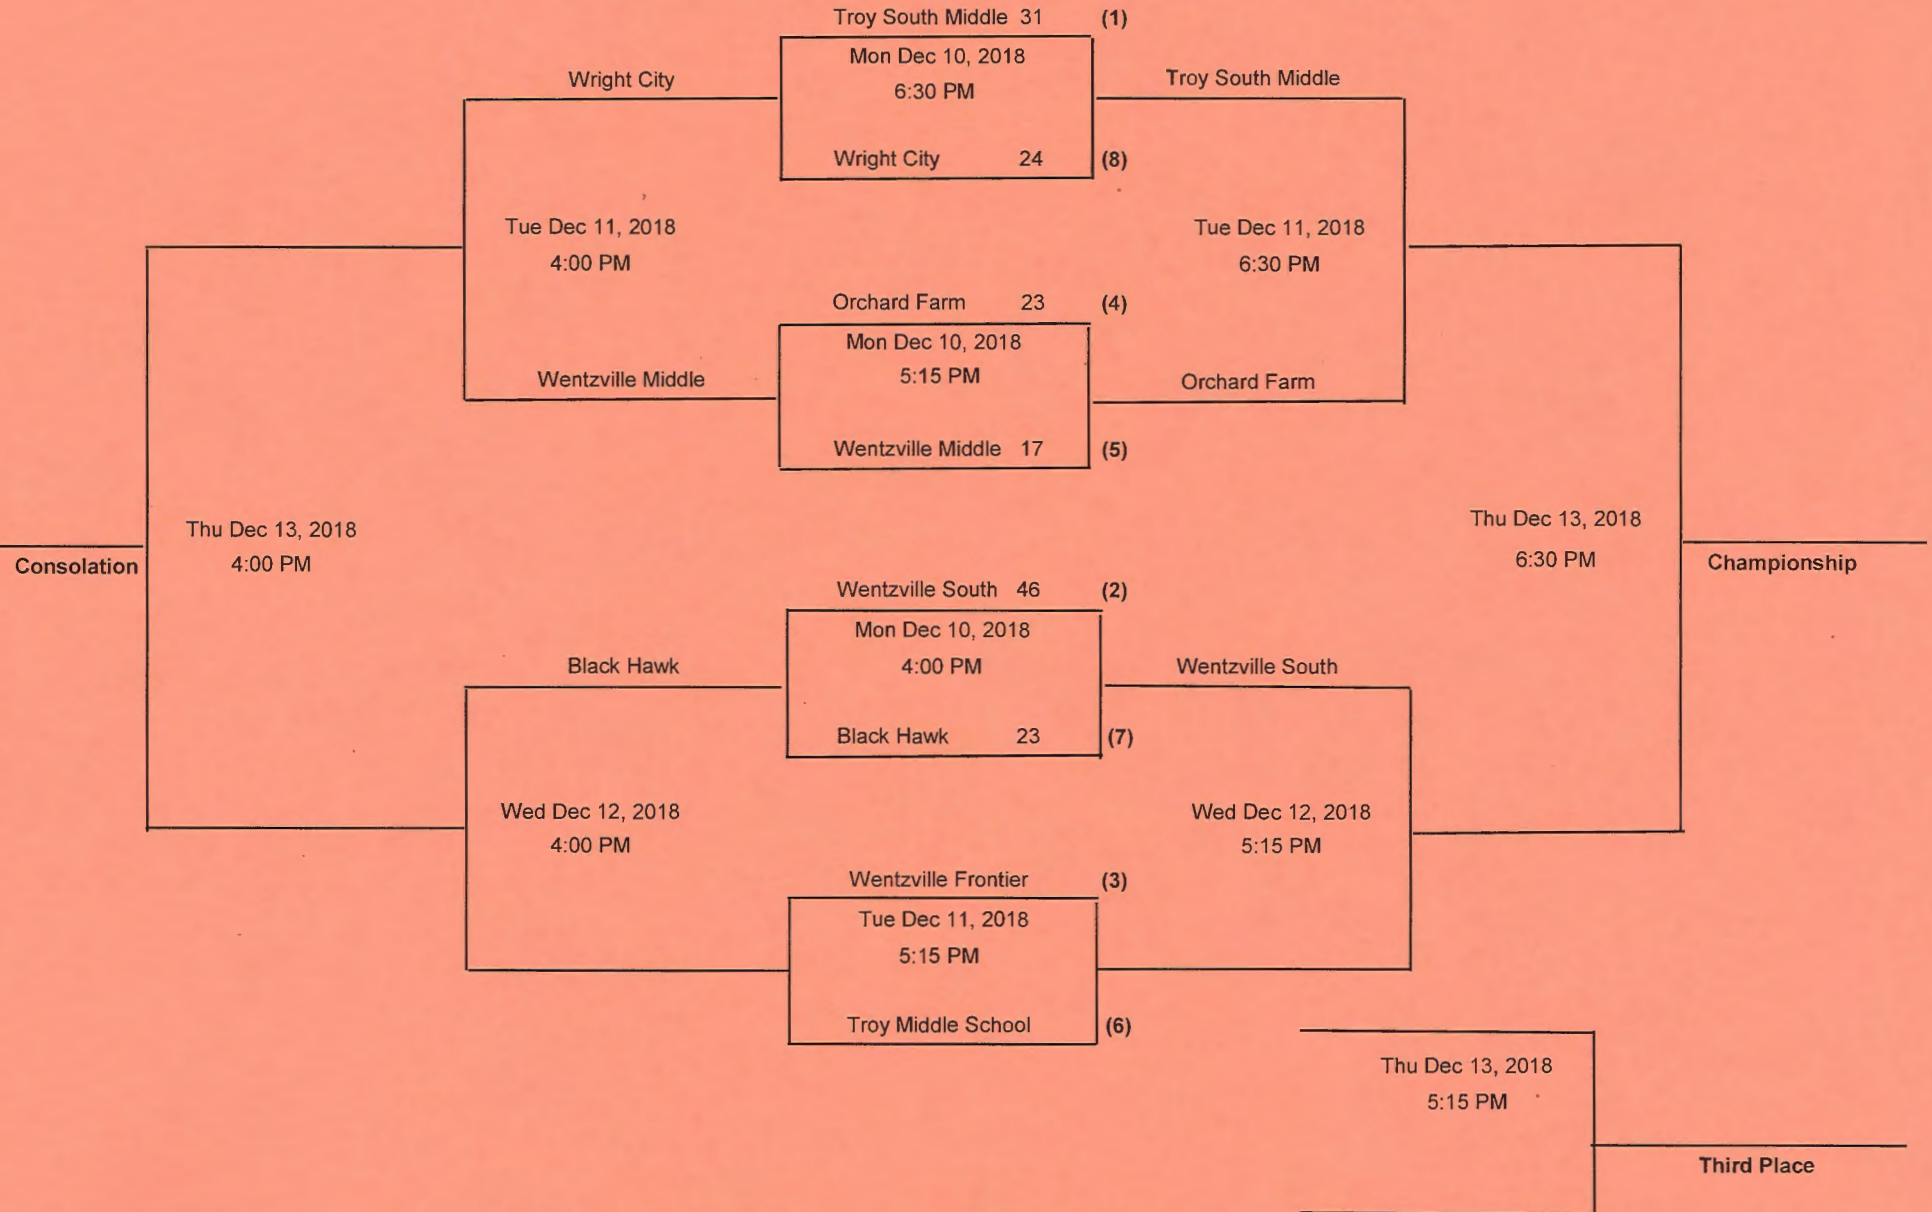 Troy South Middle 31 (1)
Mon Dec 10, 2018
6:30 PM
Wright City 24 (8)
Wright City
Troy South Middle
Tue Dec 11, 2018
4:00 PM
Tue Dec 11, 2018
6:30 PM
Orchard Farm 23 (4)
Mon Dec 10, 2018
5:15 PM
Wentzville Middle 17 (5)
Wentzville Middle
Orchard Farm
Thu Dec 13, 2018
4:00 PM
Consolation
Thu Dec 13, 2018
6:30 PM
Championship
Wentzville South 46 (2)
Mon Dec 10, 2018
4:00 PM
Black Hawk 23 (7)
Black Hawk
Wentzville South
Wed Dec 12, 2018
4:00 PM
Wed Dec 12, 2018
5:15 PM
Wentzville Frontier (3)
Tue Dec 11, 2018
5:15 PM
Troy Middle School (6)
Thu Dec 13, 2018
5:15 PM
Third Place